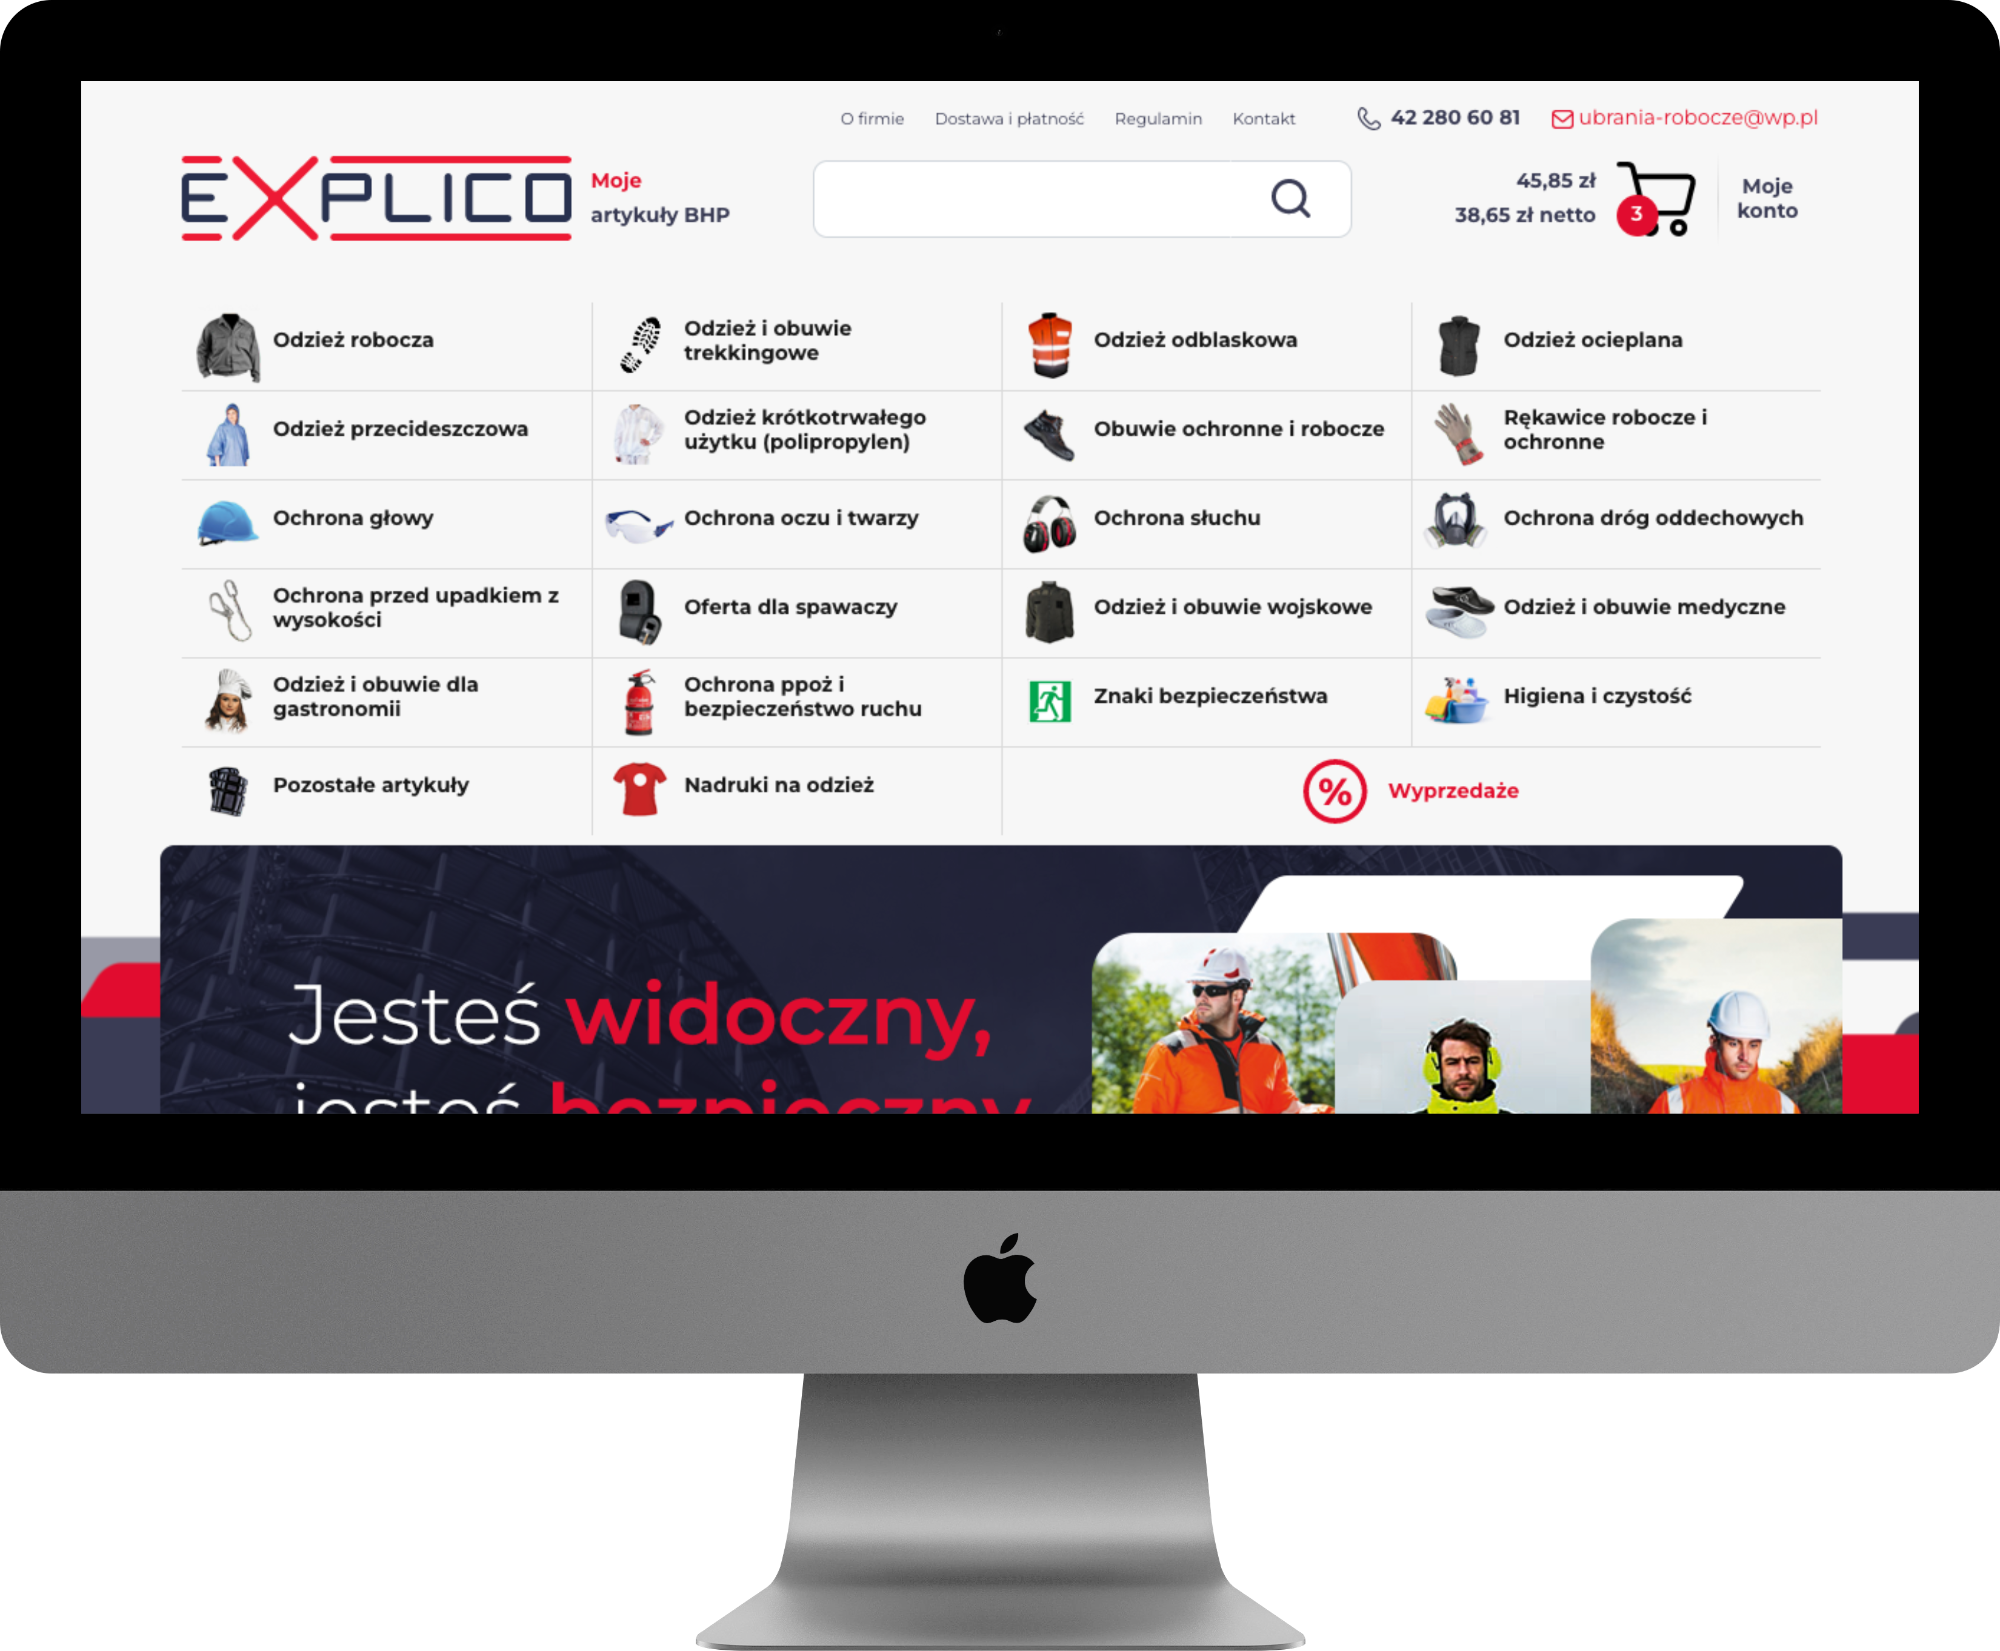 O firmie Dostawa i płatność Regulamin Kontakt 42 280 60 81 ubrania-robocze@wp.pl
EXPLICO
Moje
artykuły BHP
45,85 zł
38,65 zł netto
3
Moje
konto
Odzież robocza
Odzież i obuwie
trekkingowe
Odzież odblaskowa
Odzież ocieplana
Odzież przecideszczowa
Odzież krótkotrwałego
użytku (polipropylen)
Obuwie ochronne i robocze
Rękawice robocze i
ochronne
Ochrona głowy
Ochrona oczu i twarzy
Ochrona słuchu
Ochrona dróg oddechowych
Ochrona przed upadkiem z
wysokości
Oferta dla spawaczy
Odzież i obuwie wojskowe
Odzież i obuwie medyczne
Odzież i obuwie dla
gastronomii
Ochrona ppoż i
bezpieczeństwo ruchu
Znaki bezpieczeństwa
Higiena i czystość
Pozostałe artykuły
Nadruki na odzież
%
Wyprzedaże
Jesteś widoczny,
jesteś bezpieczny